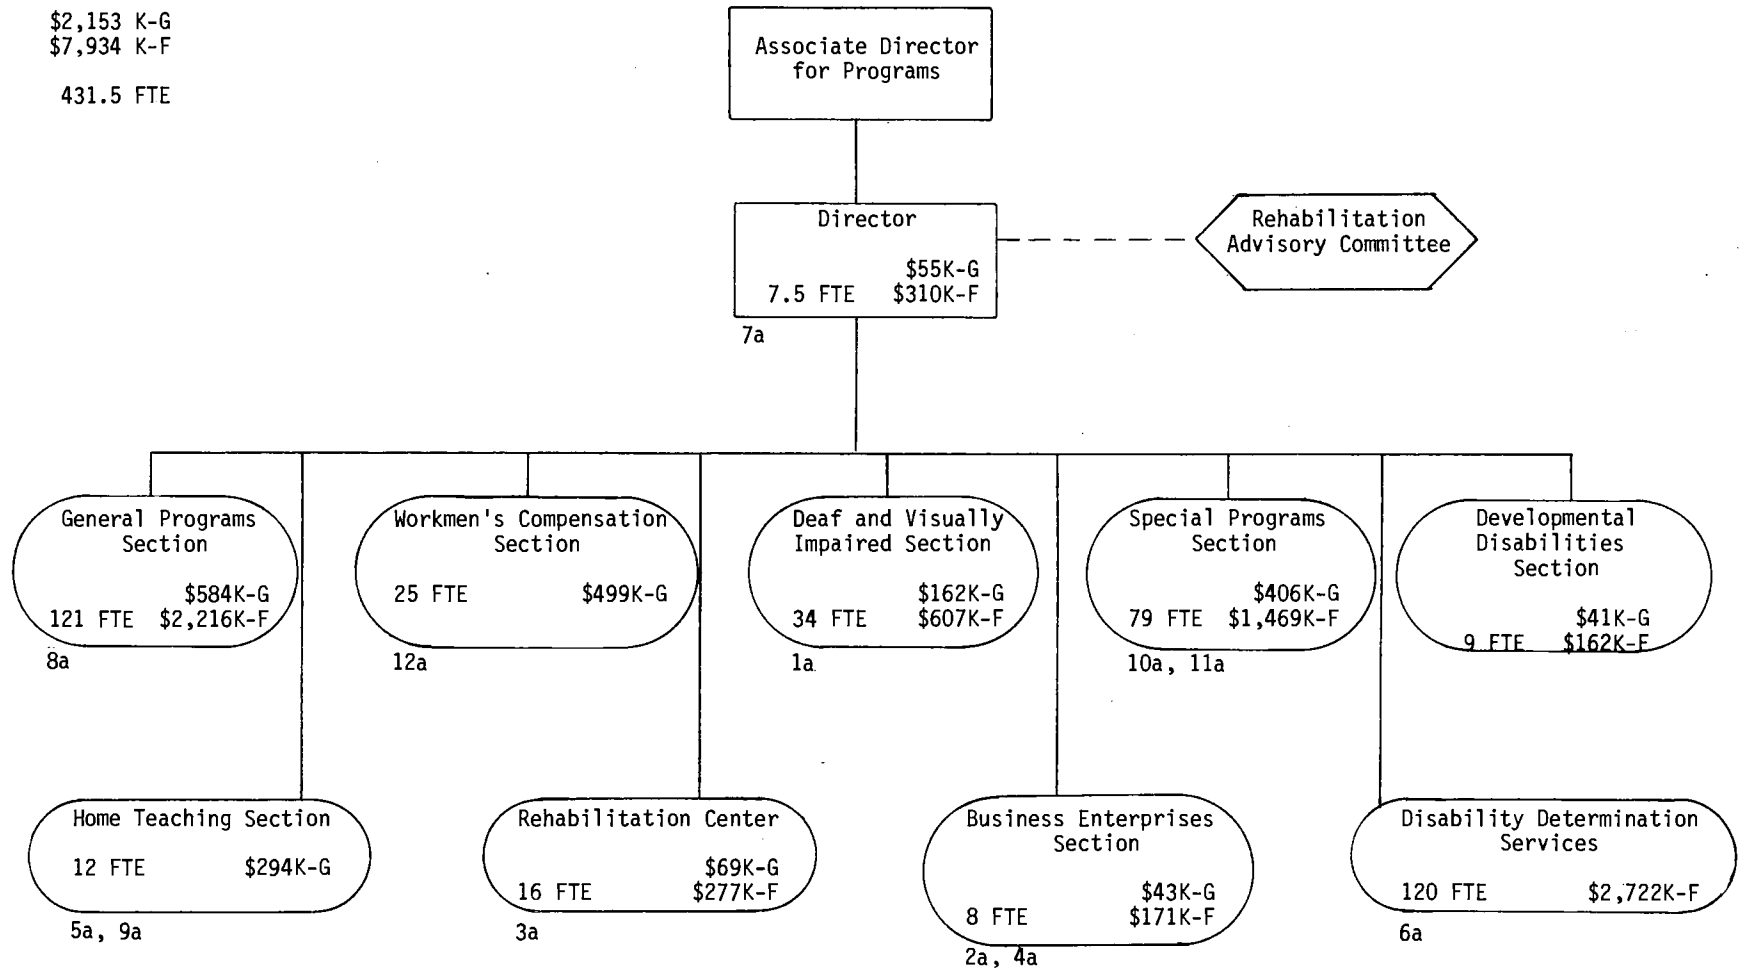 $2,153 K-G
$7,934 K-F
431.5 FTE
Associate Director
for Programs
Director
$55K-G
7.5 FTE $310K-F
7a
Rehabilitation
Advisory Committee
General Programs
Section
$584K-G
121 FTE $2,216K-F
8a
Workmen's Compensation
Section
25 FTE $499K-G
12a
Deaf and Visually
Impaired Section
$162K-G
34 FTE $607K-F
1a
Special Programs
Section
$406K-G
79 FTE $1,469K-F
10a, 11a
Developmental
Disabilities
Section
$41K-G
9 FTE $162K-F
Home Teaching Section
12 FTE $294K-G
5a, 9a
Rehabilitation Center
$69K-G
16 FTE $277K-F
3a
Business Enterprises
Section
$43K-G
8 FTE $171K-F
2a, 4a
Disability Determination
Services
120 FTE $2,722K-F
6a